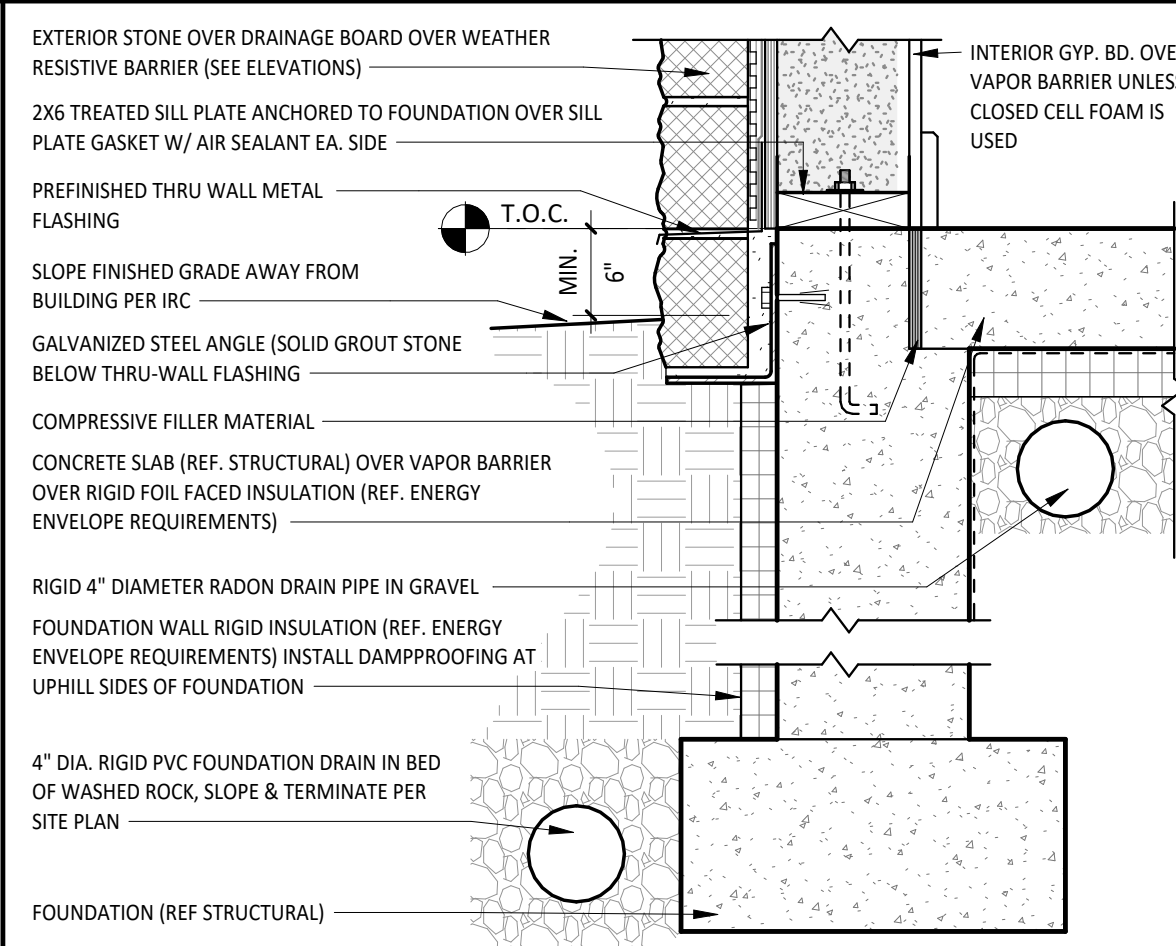 EXTERIOR STONE OVER DRAINAGE BOARD OVER WEATHER
RESISTIVE BARRIER (SEE ELEVATIONS)
2X6 TREATED SILL PLATE ANCHORED TO FOUNDATION OVER SILL
PLATE GASKET W/ AIR SEALANT EA. SIDE
PREFINISHED THRU WALL METAL
FLASHING
SLOPE FINISHED GRADE AWAY FROM
BUILDING PER IRC
GALVANIZED STEEL ANGLE (SOLID GROUT STONE
BELOW THRU-WALL FLASHING
COMPRESSIVE FILLER MATERIAL
CONCRETE SLAB (REF. STRUCTURAL) OVER VAPOR BARRIER
OVER RIGID FOIL FACED INSULATION (REF. ENERGY
ENVELOPE REQUIREMENTS)
RIGID 4" DIAMETER RADON DRAIN PIPE IN GRAVEL
FOUNDATION WALL RIGID INSULATION (REF. ENERGY
ENVELOPE REQUIREMENTS) INSTALL DAMPPROOFING AT
UPHILL SIDES OF FOUNDATION
4" DIA. RIGID PVC FOUNDATION DRAIN IN BED
OF WASHED ROCK, SLOPE & TERMINATE PER
SITE PLAN
FOUNDATION (REF STRUCTURAL)
T.O.C.
MIN.
6"
INTERIOR GYP. BD. OVE
VAPOR BARRIER UNLES
CLOSED CELL FOAM IS
USED